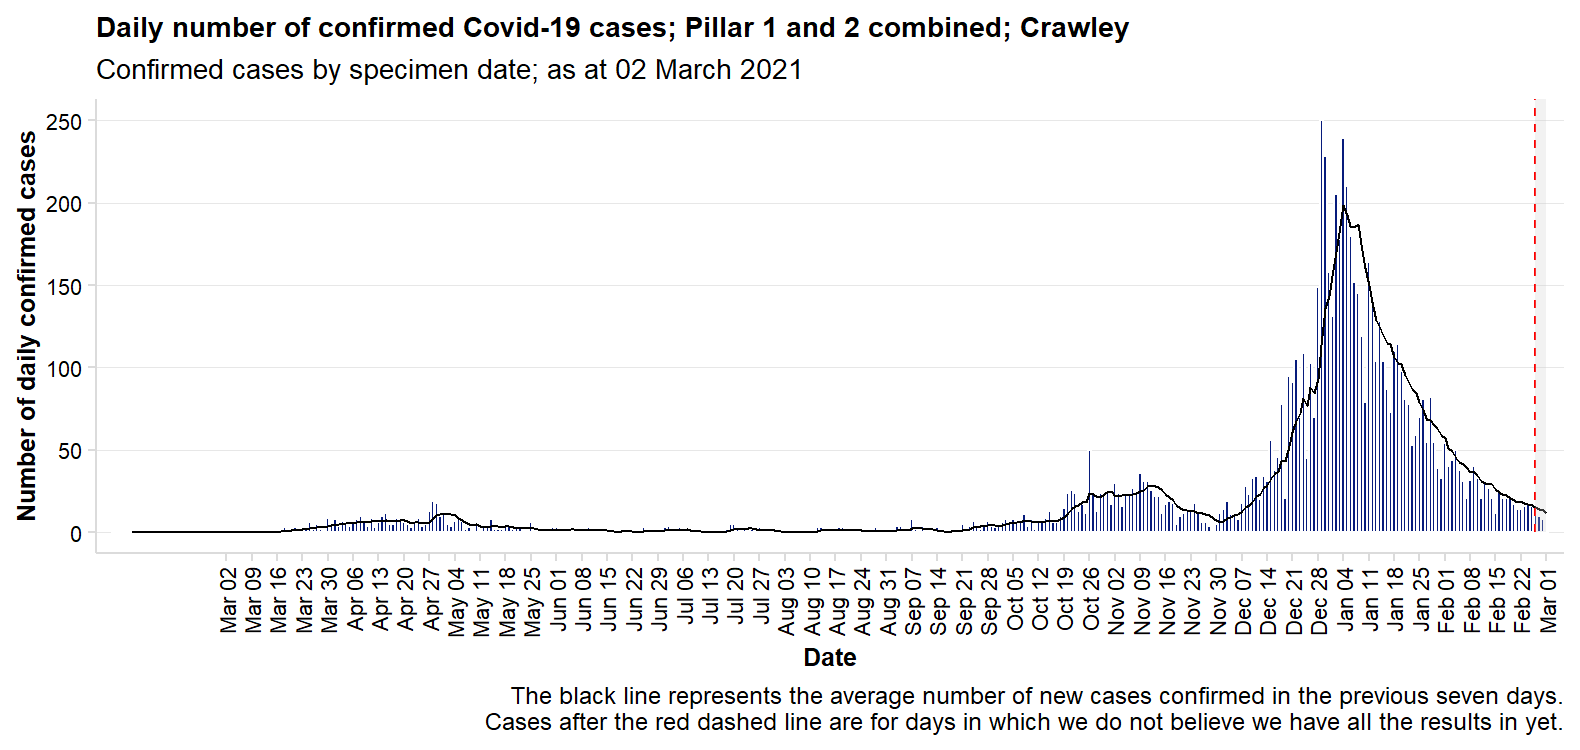 Daily number of confirmed Covid-19 cases; Pillar 1 and 2 combined; Crawley
Confirmed cases by specimen date; as at 02 March 2021
Number of daily confirmed cases
250
200
150
100
50
0
Mar 02
Mar 09
Mar 16
Mar 23
Mar 30
Apr 06
Apr 13
Apr 20
Apr 27
May 04
May 11
May 18
May 25
Jun 01
Jun 08
Jun 15
Jun 22
Jun 29
Jul 06
Jul 13
Jul 20
Jul 27
Aug 03
Aug 10
Aug 17
Aug 24
Aug 31
Sep 07
Sep 14
Sep 21
Sep 28
Oct 05
Oct 12
Oct 19
Oct 26
Nov 02
Nov 09
Nov 16
Nov 23
Nov 30
Dec 07
Dec 14
Dec 21
Dec 28
Jan 04
Jan 11
Jan 18
Jan 25
Feb 01
Feb 08
Feb 15
Feb 22
Mar 01
Date
The black line represents the average number of new cases confirmed in the previous seven days.
Cases after the red dashed line are for days in which we do not believe we have all the results in yet.